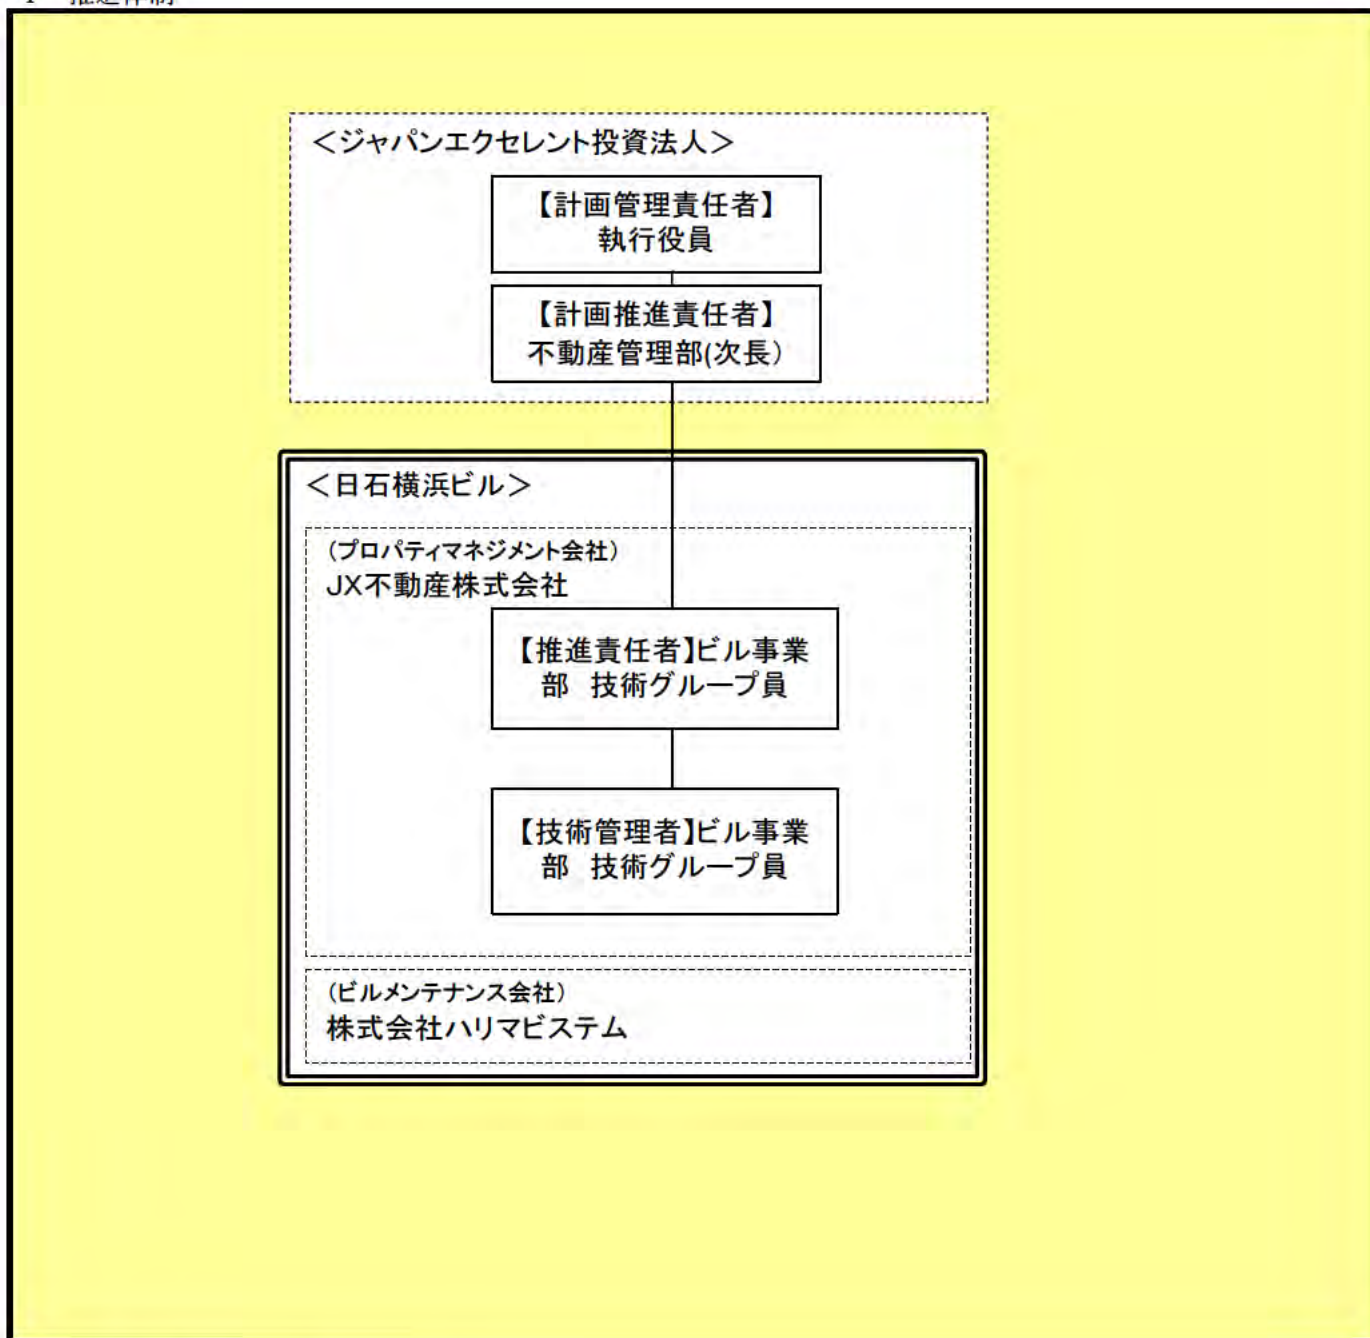 ＜ジャパンエクセレント投資法人＞
【計画管理責任者】
執行役員
【計画推進責任者】
不動産管理部(次長）
＜日石横浜ビル＞
（プロパティマネジメント会社）
JX不動産株式会社
【推進責任者】ビル事業
部　技術グループ員
【技術管理者】ビル事業
部　技術グループ員
（ビルメンテナンス会社）
株式会社ハリマビステム